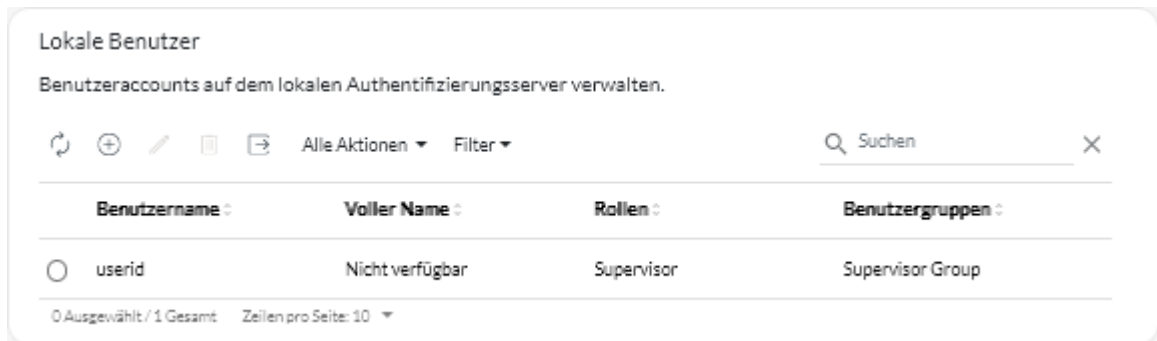 Lokale Benutzer
Benutzeraccounts auf dem lokalen Authentifizierungsserver verwalten.
Alle Aktionen Filter Suchen
Benutzername Voller Name Rollen Benutzergruppen
userid Nicht verfügbar Supervisor Supervisor Group
0 Ausgewählt / 1 Gesamt Zeilen pro Seite: 10